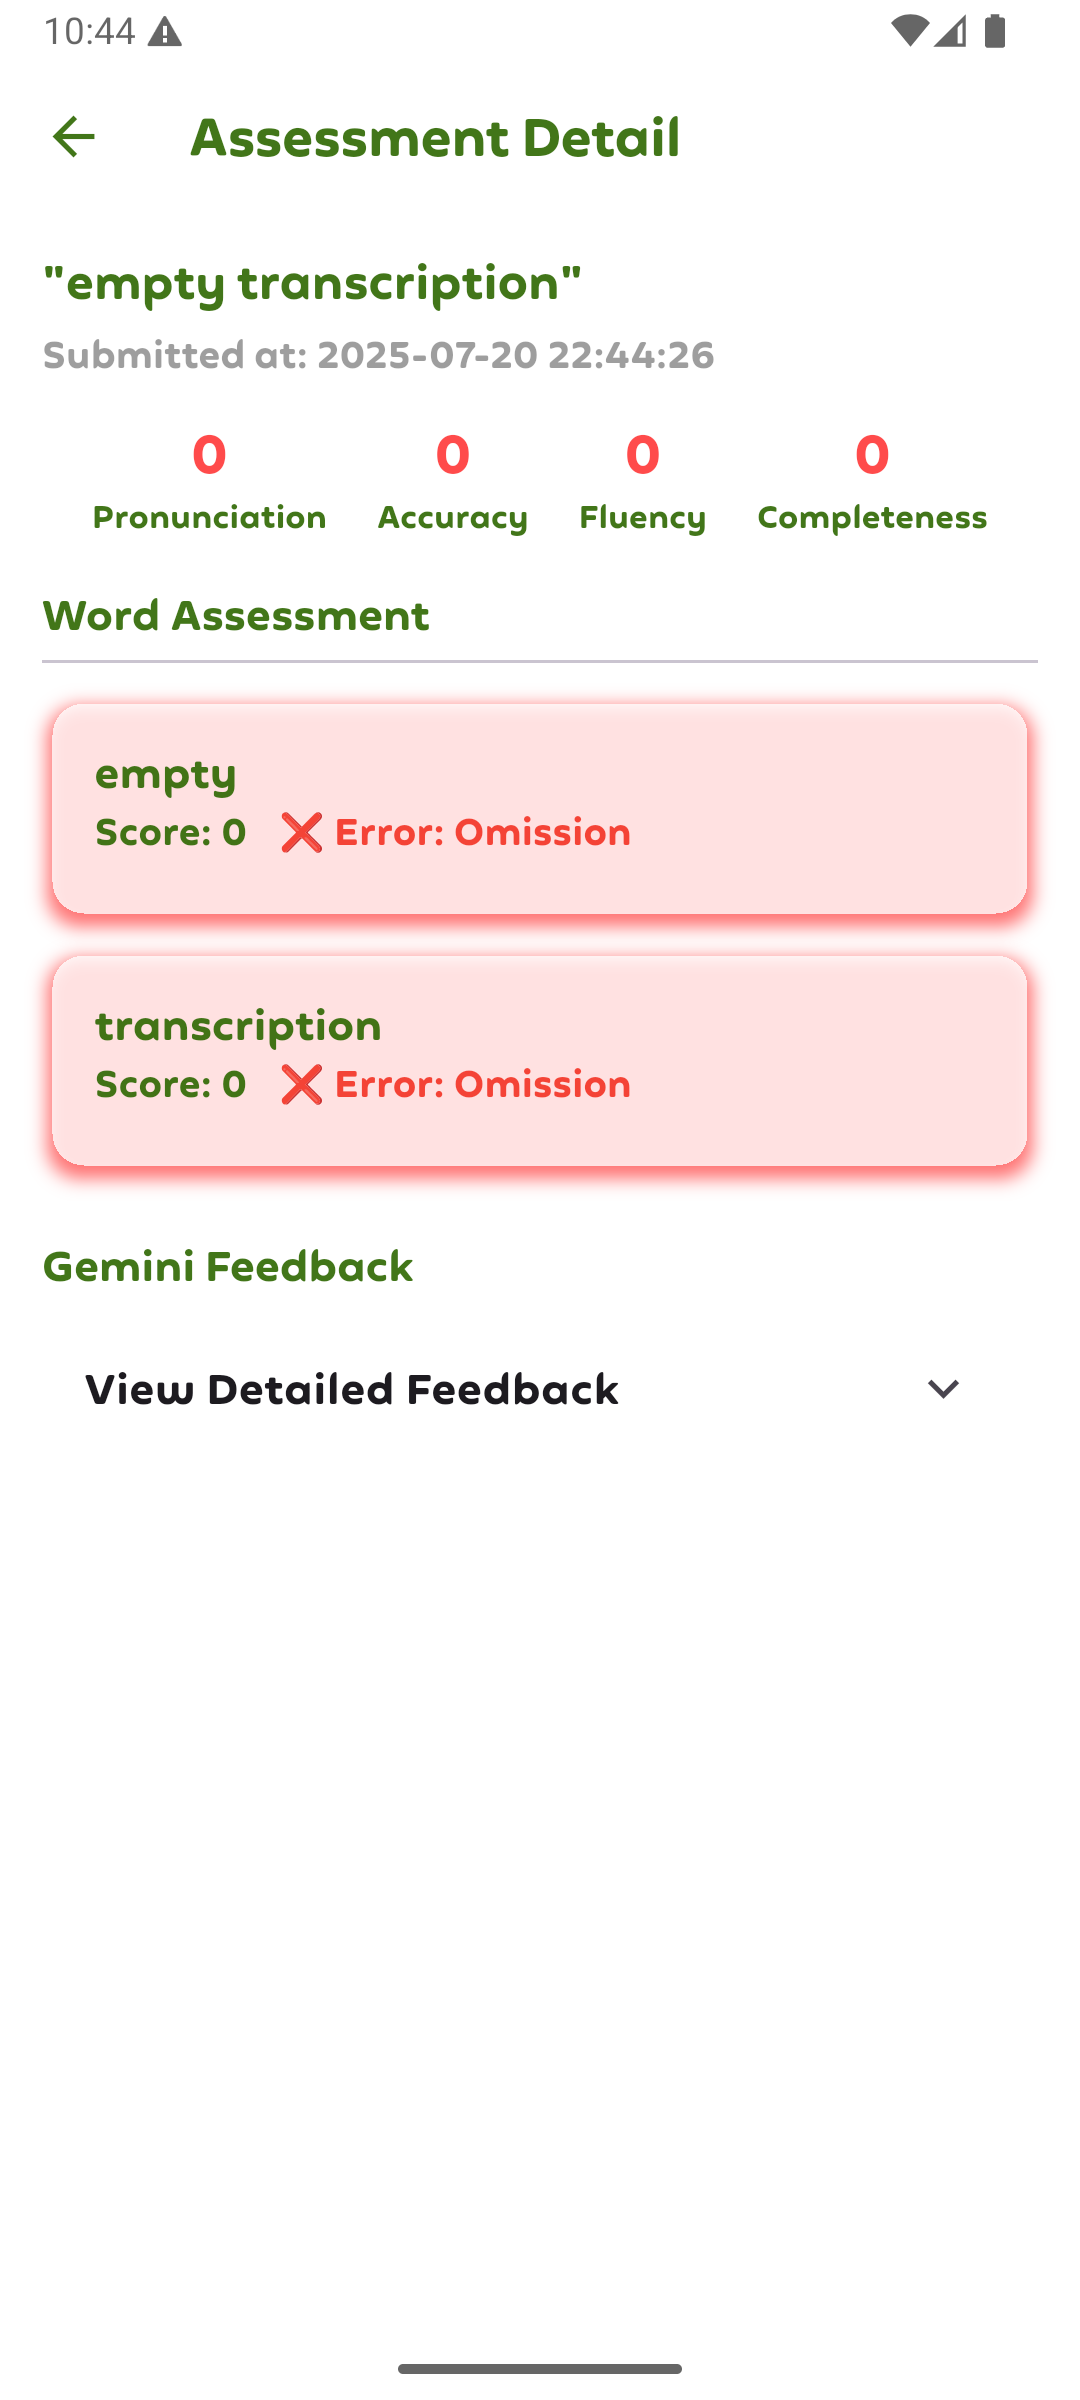 10:44
Assessment Detail
"empty transcription"
Submitted at: 2025-07-20 22:44:26
0 0 0 0
Pronunciation Accuracy Fluency Completeness
Word Assessment
empty
Score: 0 ❌ Error: Omission
transcription
Score: 0 ❌ Error: Omission
Gemini Feedback
View Detailed Feedback